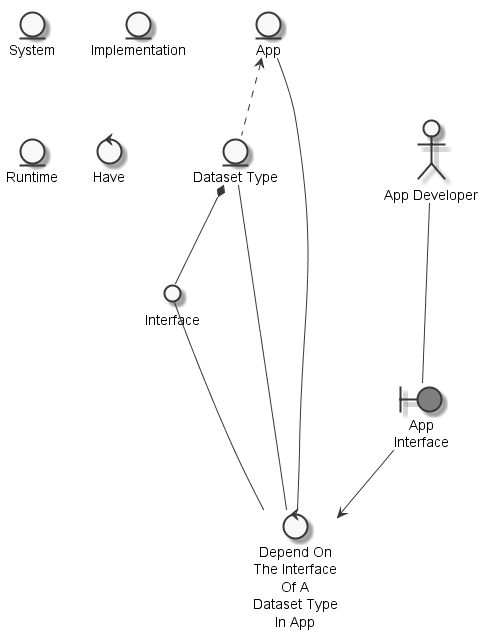 System
Implementation
App
Runtime
Have
Dataset Type
App Developer
Interface
App
Interface
Depend On
The Interface
Of A
Dataset Type
In App